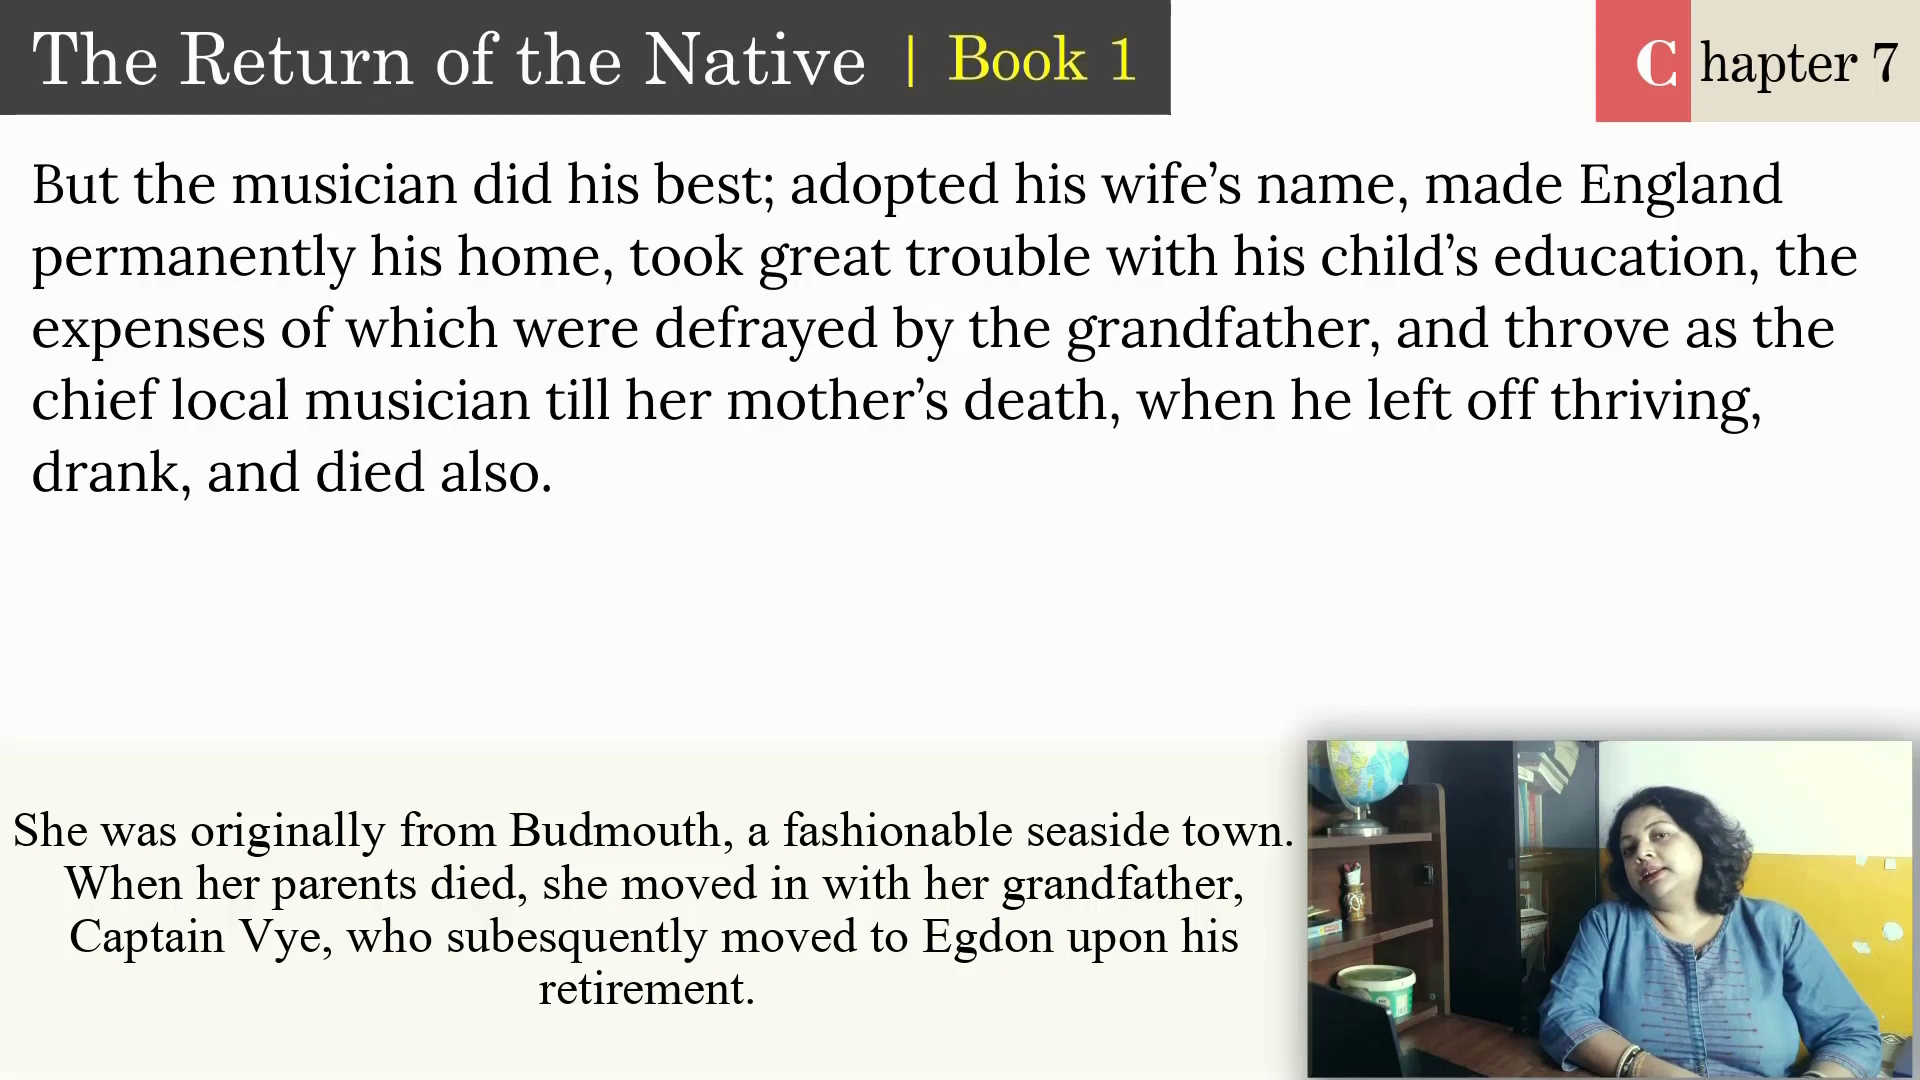 The Return of the Native | Book 1
Chapter 7
But the musician did his best; adopted his wife’s name, made England
permanently his home, took great trouble with his child’s education, the
expenses of which were defrayed by the grandfather, and throve as the
chief local musician till her mother’s death, when he left off thriving,
drank, and died also.
She was originally from Budmouth, a fashionable seaside town.
When her parents died, she moved in with her grandfather,
Captain Vye, who subesquently moved to Egdon upon his
retirement.